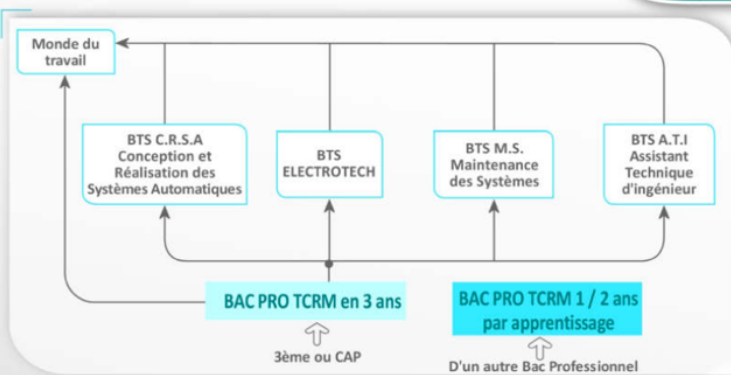 Monde du
travail
BTS C.R.S.A
Conception et
Réalisation des
Systèmes Automatiques
BTS
ELECTROTECH
BTS M.S.
Maintenance
des Systèmes
BTS A.T.I
Assistant
Technique
d'ingénieur
BAC PRO TCRM en 3 ans
BAC PRO TCRM 1 / 2 ans
par apprentissage
3ème ou CAP
D'un autre Bac Professionnel